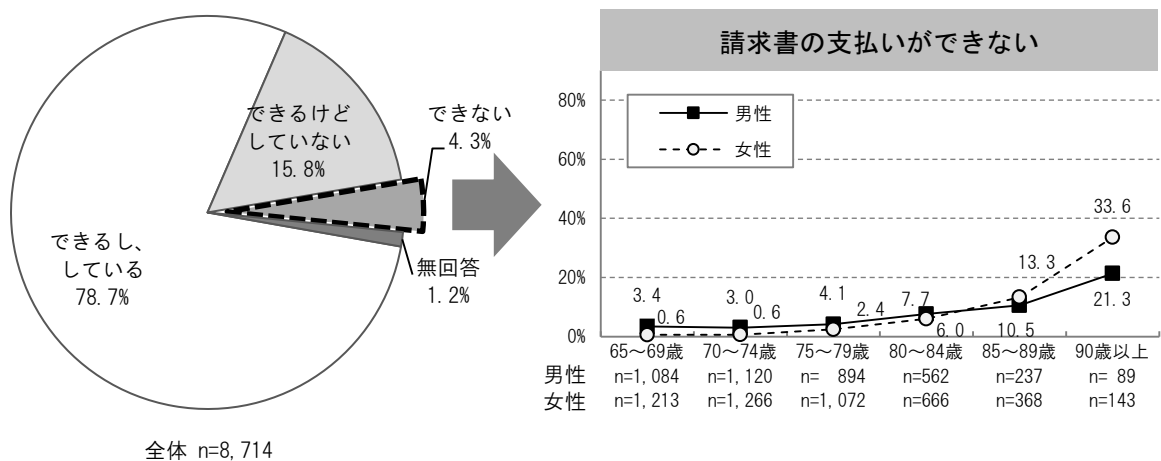 できるけど
していない
15.8%
できない
4.3%
できるし、
している
78.7%
無回答
1.2%
全体 n=8,714
請求書の支払いができない
80%
60%
40%
20%
0%
男性
女性
3.4
0.6
3.0
0.6
4.1
2.4
7.7
6.0
13.3
10.5
33.6
21.3
65～69歳 70～74歳 75～79歳 80～84歳 85～89歳 90歳以上
男性 n=1,084 n=1,120 n= 894 n=562 n=237 n= 89
女性 n=1,213 n=1,266 n=1,072 n=666 n=368 n=143